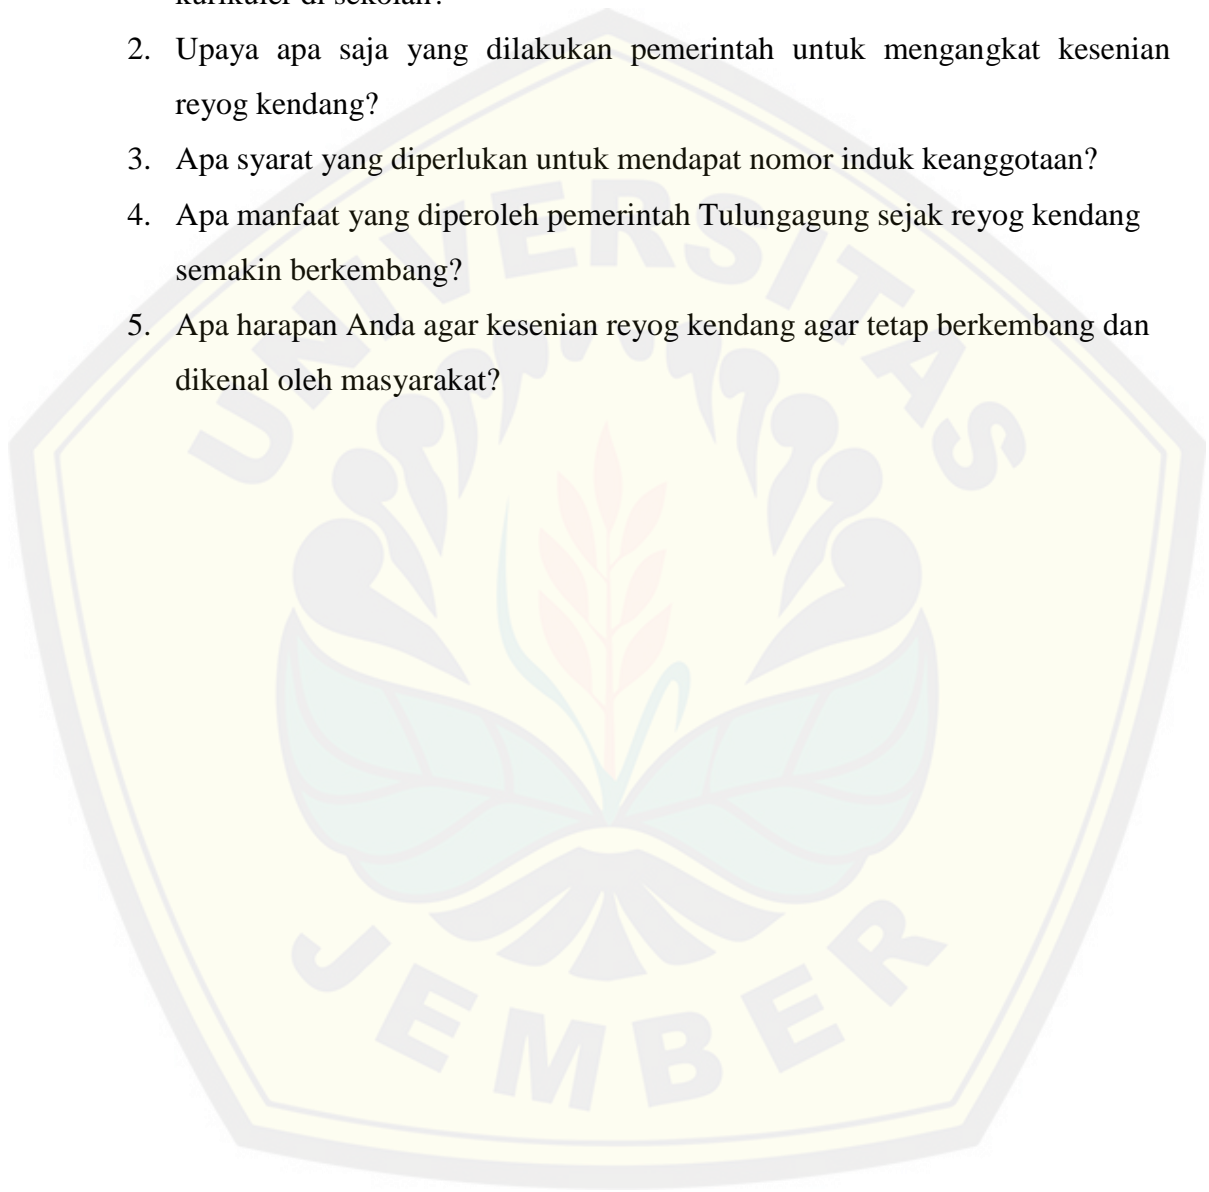 kurikuler di sekolah?
2. Upaya apa saja yang dilakukan pemerintah untuk mengangkat kesenian
reyog kendang?
3. Apa syarat yang diperlukan untuk mendapat nomor induk keanggotaan?
4. Apa manfaat yang diperoleh pemerintah Tulungagung sejak reyog kendang
semakin berkembang?
5. Apa harapan Anda agar kesenian reyog kendang agar tetap berkembang dan
dikenal oleh masyarakat?
UNIVERSITAS
JEMBER